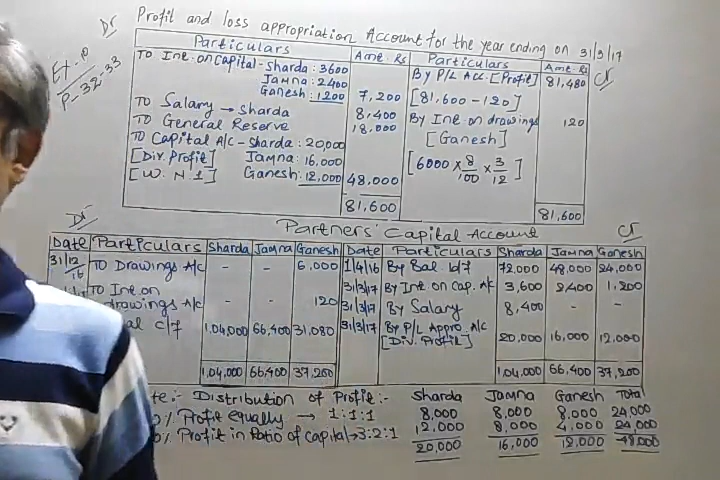 Dr Profit and loss appropriation Account for the year ending on 31/3/17
Ex-10
P-32-33
Particulars Amt. Rs Particulars Amt. Rs Cr
To Int. on Capital - Sharda : 3600 By P/L Acc. [Profit] 81,480
Jamna : 2400 [81,600 - 120]
Ganesh : 1200 7,200 By Int on drawings 120
To Salary → Sharda 8,400 [Ganesh]
To General Reserve 18,000
To Capital A/c - Sharda : 20,000 [6000 × 8/100 × 3/12]
[Div. Profit] Jamna : 16,000
[W. N. 1] Ganesh : 12,000 48,000
81,600 81,600
Dr Partners' Capital Account Cr
Date Particulars Sharda Jamna Ganesh Date Particulars Sharda Jamna Ganesh
31/12/16 To Drawings A/c - - 6,000 1/4/16 By Bal. b/f 72,000 48,000 24,000
To Int on 31/3/17 By Int on Cap. A/c 3,600 2,400 1,200
drawings A/c - - 120 31/3/17 By Salary 8,400 - -
al c/f 1,04,000 66,400 31,080 31/3/17 By P/L Appro. A/c 20,000 16,000 12,000
[Div. Profit]
1,04,000 66,400 37,200 1,04,000 66,400 37,200
te :- Distribution of Profit :- Sharda Jamna Ganesh Total
% Profit equally → 1:1:1 8,000 8,000 8,000 24,000
% Profit in Ratio of capital → 3:2:1 12,000 8,000 4,000 24,000
20,000 16,000 12,000 48,000